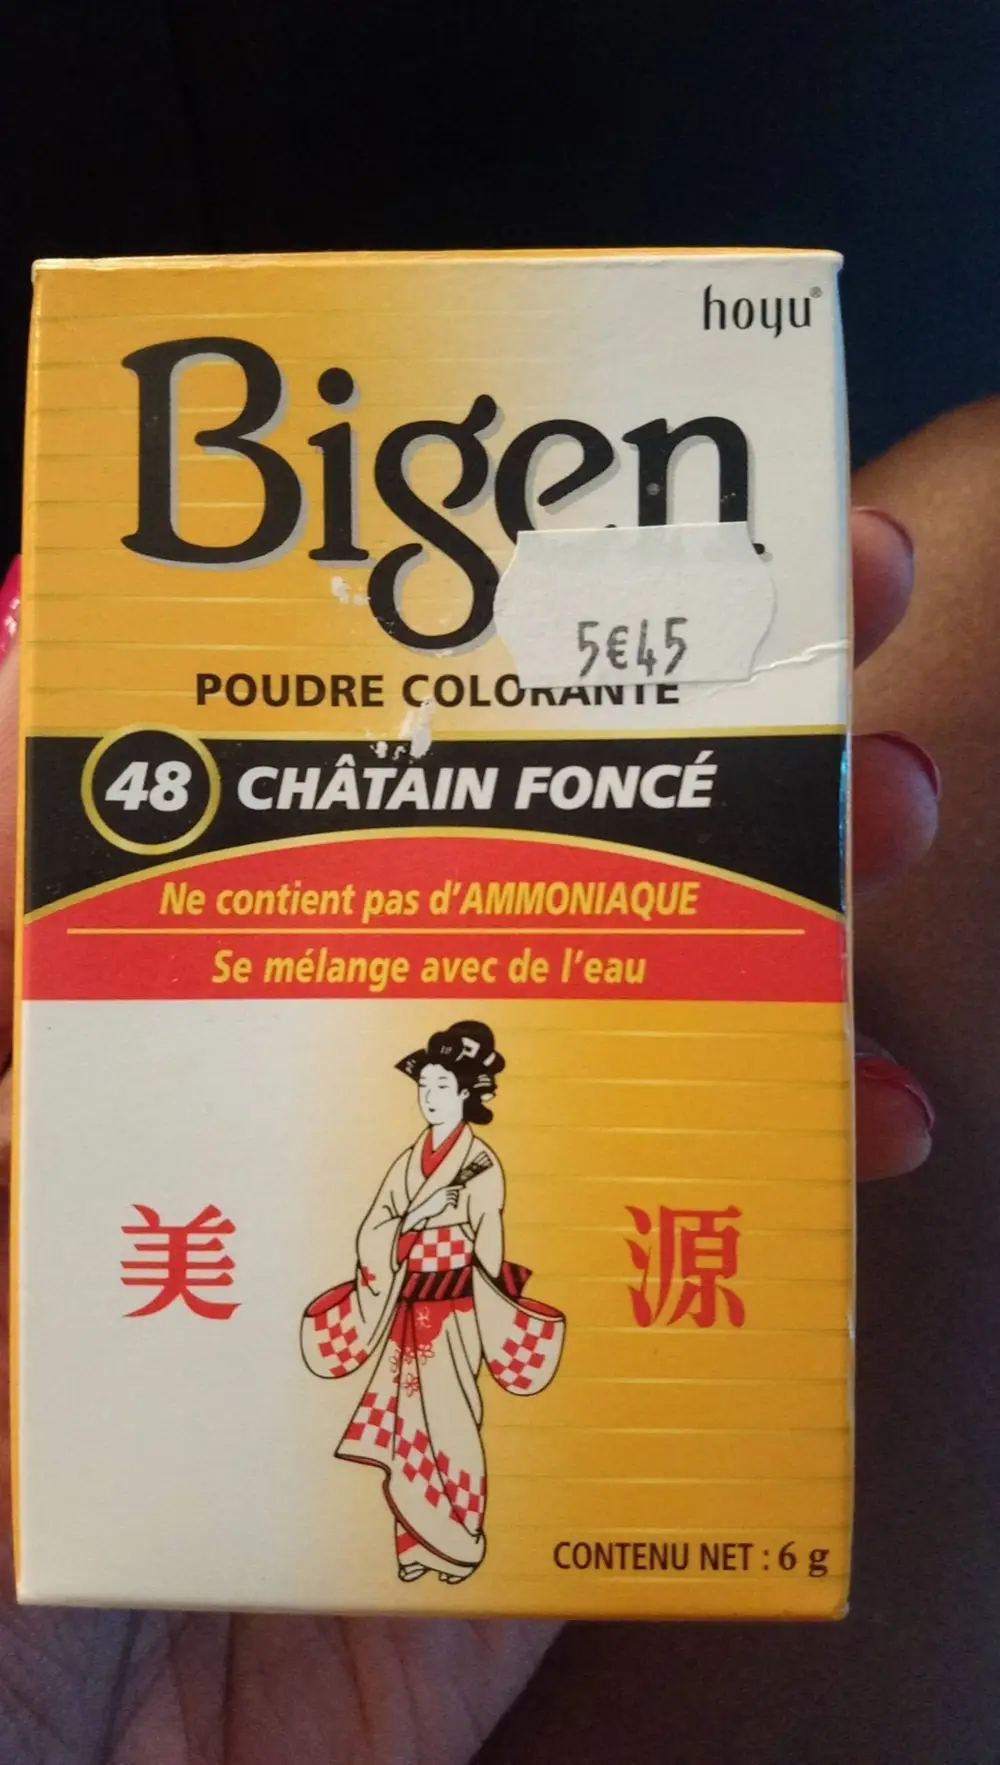 hoyu®
Bigen
5€45
POUDRE COLORANTE
48 CHÂTAIN FONCÉ
Ne contient pas d'AMMONIAQUE
Se mélange avec de l'eau
美 源
CONTENU NET : 6 g